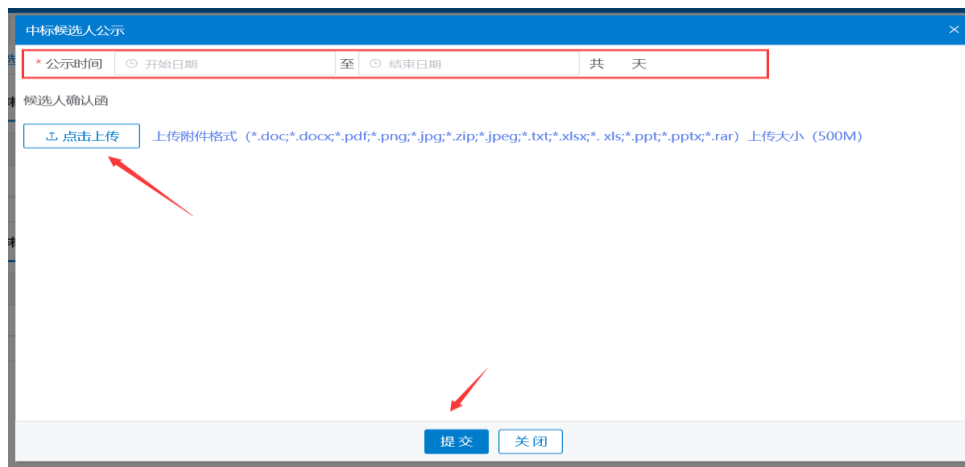 中标候选人公示
* 公示时间 开始日期 至 结束日期 共 天
候选人确认函
点击上传 上传附件格式（*.doc;*.docx;*.pdf;*.png;*.jpg;*.zip;*.jpeg;*.txt;*.xlsx;*. xls;*.ppt;*.pptx;*.rar）上传大小（500M）
提交 关闭